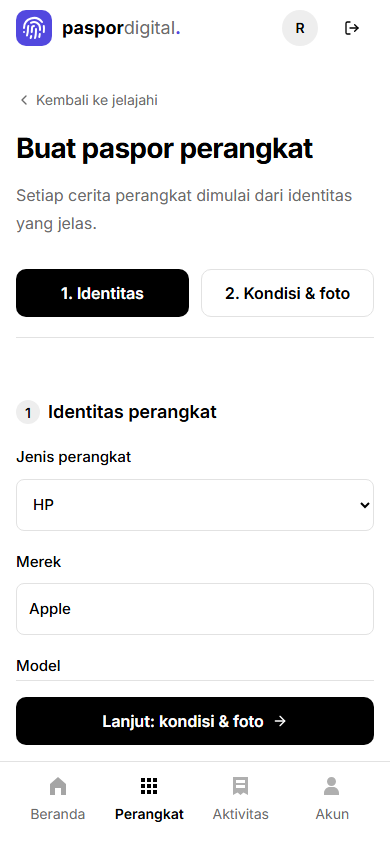 paspordigital.
R
Kembali ke jelajahi
Buat paspor perangkat
Setiap cerita perangkat dimulai dari identitas
yang jelas.
1. Identitas
2. Kondisi & foto
1 Identitas perangkat
Jenis perangkat
HP
Merek
Apple
Model
Lanjut: kondisi & foto →
Beranda
Perangkat
Aktivitas
Akun